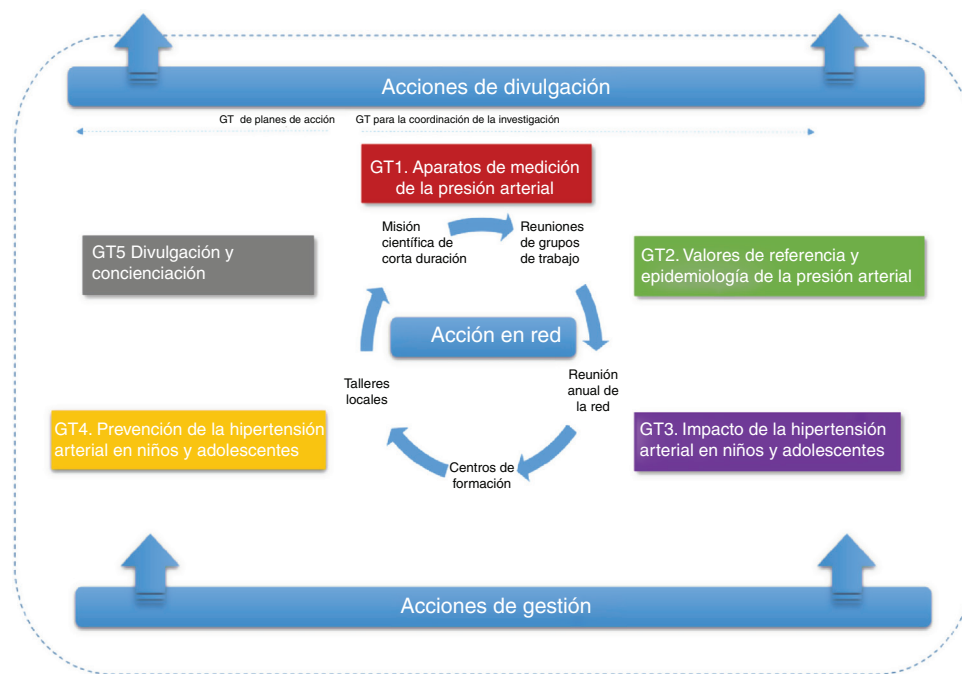 Acciones de divulgación
GT de planes de acción
GT para la coordinación de la investigación
GT1. Aparatos de medición
de la presión arterial
Misión
científica de
corta duración
Reuniones
de grupos
de trabajo
GT5 Divulgación y
concienciación
GT2. Valores de referencia y
epidemiología de la presión arterial
Acción en red
Talleres
locales
Reunión
anual de
la red
GT4. Prevención de la hipertensión
arterial en niños y adolescentes
GT3. Impacto de la hipertensión
arterial en niños y adolescentes
Centros de
formación
Acciones de gestión